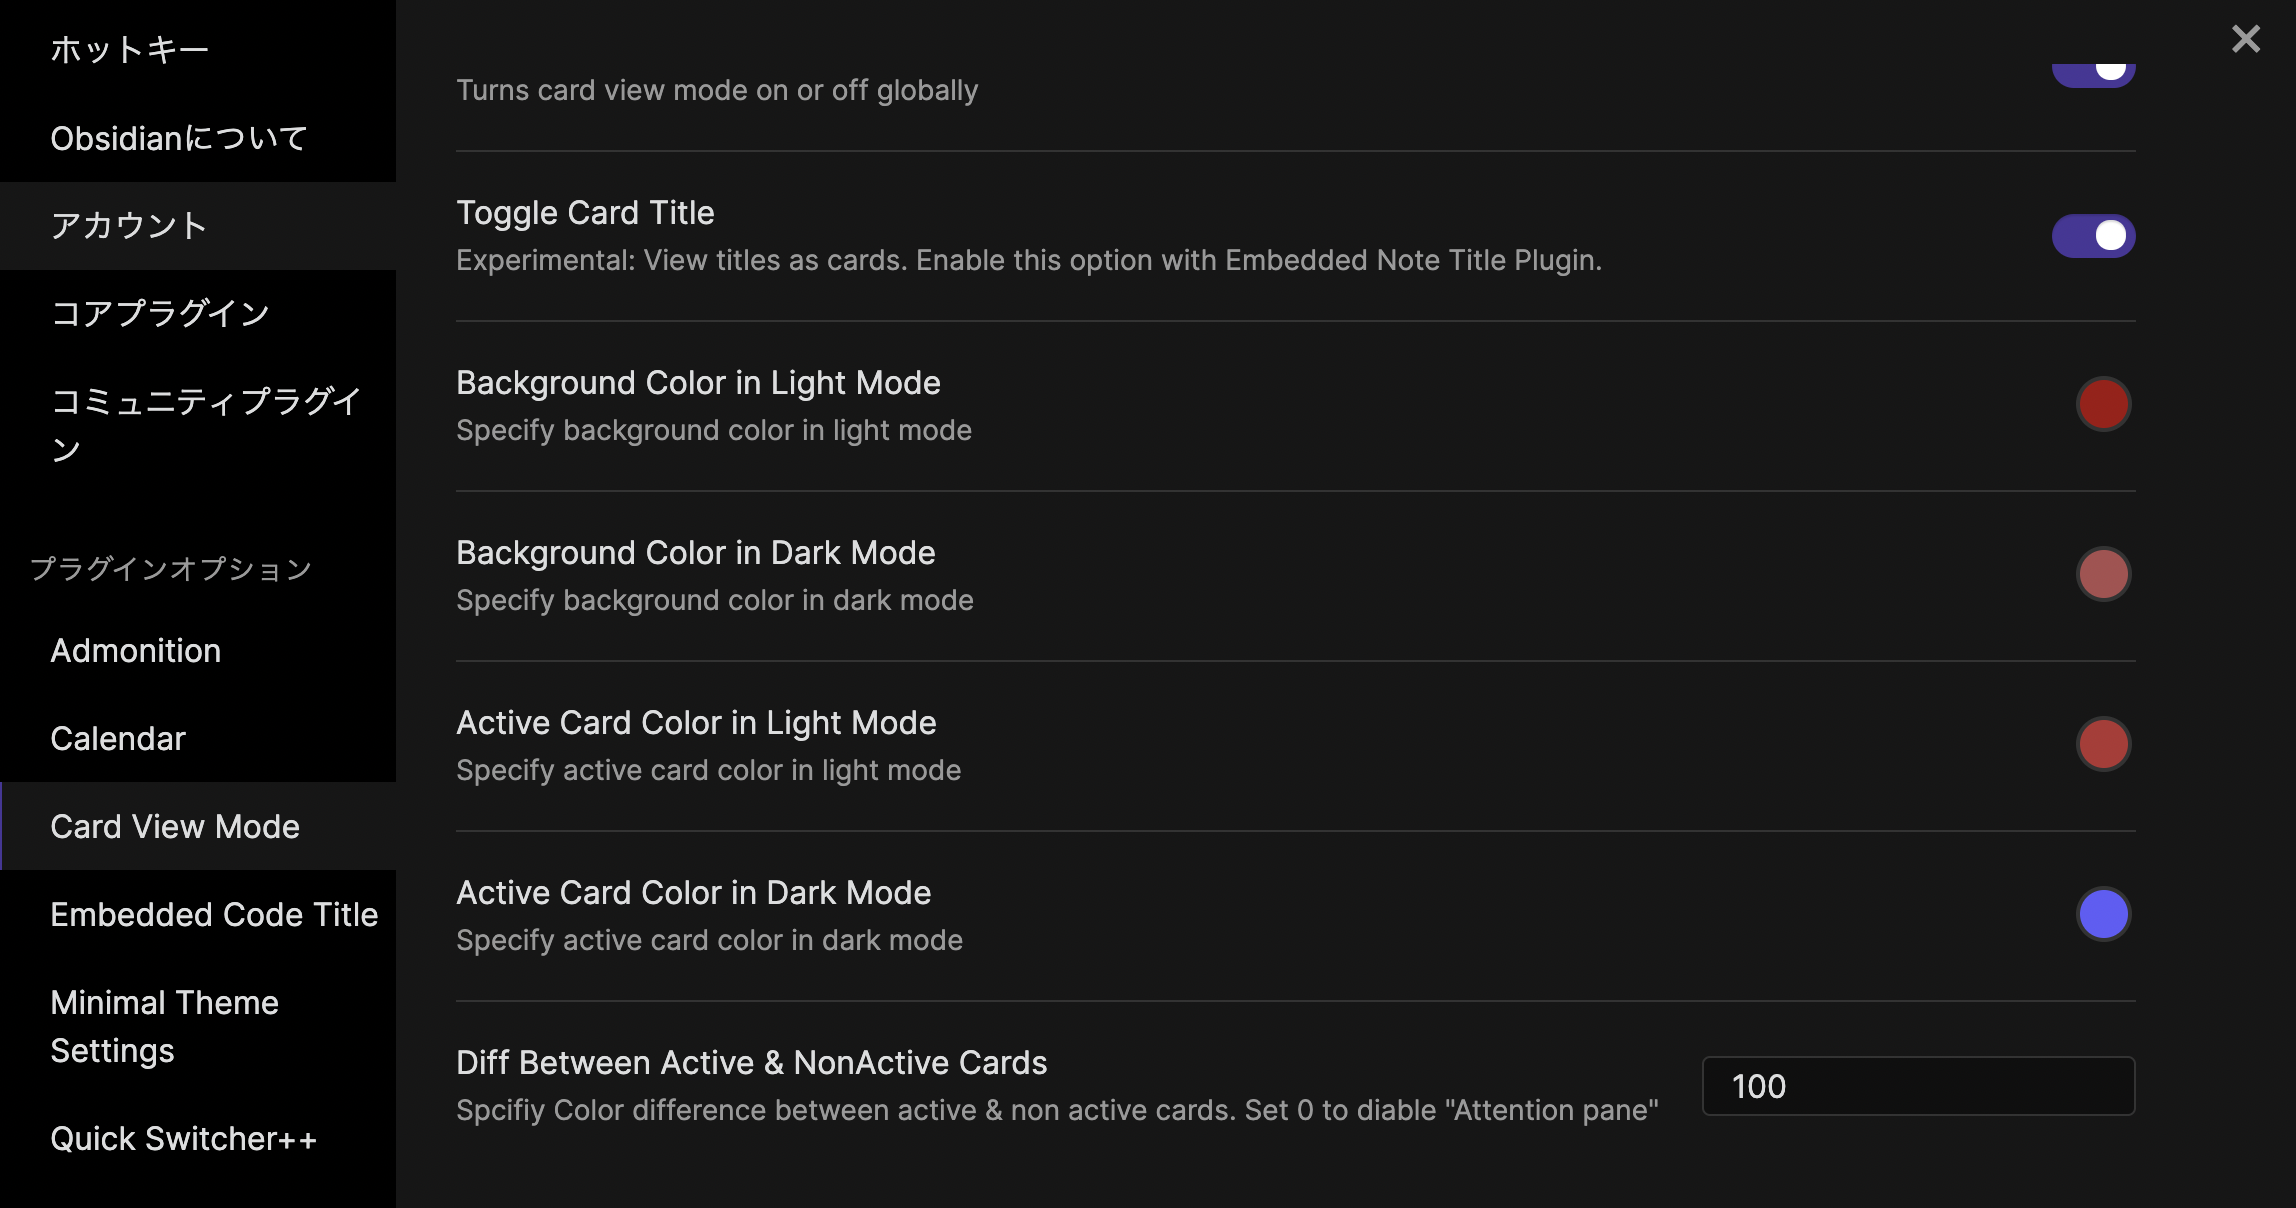 ホットキー
Obsidianについて
アカウント
コアプラグイン
コミュニティプラグイ
ン
プラグインオプション
Admonition
Calendar
Card View Mode
Embedded Code Title
Minimal Theme
Settings
Quick Switcher++
Turns card view mode on or off globally
Toggle Card Title
Experimental: View titles as cards. Enable this option with Embedded Note Title Plugin.
Background Color in Light Mode
Specify background color in light mode
Background Color in Dark Mode
Specify background color in dark mode
Active Card Color in Light Mode
Specify active card color in light mode
Active Card Color in Dark Mode
Specify active card color in dark mode
Diff Between Active & NonActive Cards
Spcifiy Color difference between active & non active cards. Set 0 to diable "Attention pane"
100